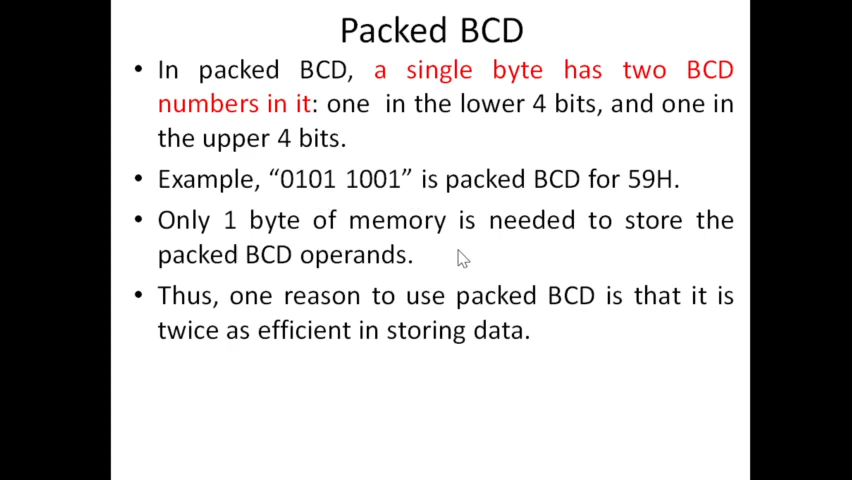 Packed BCD
• In packed BCD, a single byte has two BCD
numbers in it: one in the lower 4 bits, and one in
the upper 4 bits.
• Example, “0101 1001” is packed BCD for 59H.
• Only 1 byte of memory is needed to store the
packed BCD operands.
• Thus, one reason to use packed BCD is that it is
twice as efficient in storing data.